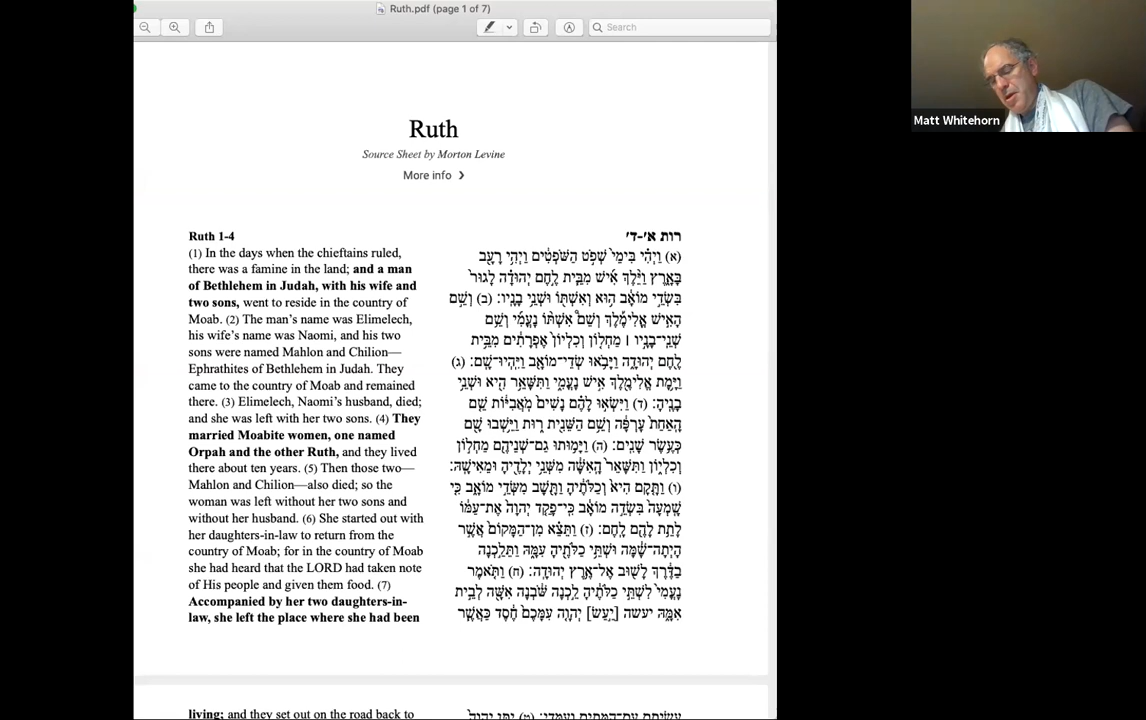 Ruth.pdf (page 1 of 7)
Search
Matt Whitehorn
Ruth
Source Sheet by Morton Levine
More info
Ruth 1-4
(1) In the days when the chieftains ruled,
there was a famine in the land; and a man
of Bethlehem in Judah, with his wife and
two sons, went to reside in the country of
Moab. (2) The man’s name was Elimelech,
his wife’s name was Naomi, and his two
sons were named Mahlon and Chilion—
Ephrathites of Bethlehem in Judah. They
came to the country of Moab and remained
there. (3) Elimelech, Naomi’s husband, died;
and she was left with her two sons. (4) They
married Moabite women, one named
Orpah and the other Ruth, and they lived
there about ten years. (5) Then those two—
Mahlon and Chilion—also died; so the
woman was left without her two sons and
without her husband. (6) She started out with
her daughters-in-law to return from the
country of Moab; for in the country of Moab
she had heard that the LORD had taken note
of His people and given them food. (7)
Accompanied by her two daughters-in-
law, she left the place where she had been
living; and they set out on the road back to
רות א׳-ד׳
(א) וַיְהִ֗י בִּימֵי֙ שְׁפֹ֣ט הַשֹּׁפְטִ֔ים וַיְהִ֥י רָעָ֖ב
בָּאָ֑רֶץ וַיֵּ֨לֶךְ אִ֜ישׁ מִבֵּ֧ית לֶ֣חֶם יְהוּדָ֗ה לָגוּר֙
בִּשְׂדֵ֣י מוֹאָ֔ב ה֥וּא וְאִשְׁתּ֖וֹ וּשְׁנֵ֥י בָנָֽיו׃ (ב) וְשֵׁ֣ם
הָאִ֣ישׁ אֱֽלִימֶ֡לֶךְ וְשֵׁם֩ אִשְׁתּ֨וֹ נָעֳמִ֜י וְשֵׁ֥ם
שְׁנֵֽי־בָנָ֣יו ׀ מַחְל֤וֹן וְכִלְיוֹן֙ אֶפְרָתִ֔ים מִבֵּ֥ית
לֶ֖חֶם יְהוּדָ֑ה וַיָּבֹ֥אוּ שְׂדֵי־מוֹאָ֖ב וַיִּֽהְיוּ־שָֽׁם׃ (ג)
וַיָּ֥מָת אֱלִימֶ֖לֶךְ אִ֣ישׁ נָעֳמִ֑י וַתִּשָּׁאֵ֥ר הִ֖יא וּשְׁנֵ֥י
בָנֶֽיהָ׃ (ד) וַיִּשְׂא֣וּ לָהֶ֗ם נָשִׁים֙ מֹֽאֲבִיּ֔וֹת שֵׁ֤ם
הָֽאַחַת֙ עָרְפָּ֔ה וְשֵׁ֥ם הַשֵּׁנִ֖ית ר֑וּת וַיֵּ֥שְׁבוּ שָׁ֖ם
כְּעֶ֥שֶׂר שָׁנִֽים׃ (ה) וַיָּמֻ֥תוּ גַם־שְׁנֵיהֶ֖ם מַחְל֣וֹן
וְכִלְי֑וֹן וַתִּשָּׁאֵר֙ הָֽאִשָּׁ֔ה מִשְּׁנֵ֥י יְלָדֶ֖יהָ וּמֵאִישָֽׁהּ׃
(ו) וַתָּ֤קָם הִיא֙ וְכַלֹּתֶ֔יהָ וַתָּ֖שָׁב מִשְּׂדֵ֣י מוֹאָ֑ב כִּ֤י
שָֽׁמְעָה֙ בִּשְׂדֵ֣ה מוֹאָ֔ב כִּֽי־פָקַ֤ד יְהוָה֙ אֶת־עַמּ֔וֹ
לָתֵ֥ת לָהֶ֖ם לָֽחֶם׃ (ז) וַתֵּצֵ֗א מִן־הַמָּקוֹם֙ אֲשֶׁ֣ר
הָיְתָה־שָׁ֔מָּה וּשְׁתֵּ֥י כַלֹּתֶ֖יהָ עִמָּ֑הּ וַתֵּלַ֣כְנָה
בַדֶּ֔רֶךְ לָשׁ֖וּב אֶל־אֶ֥רֶץ יְהוּדָֽה׃ (ח) וַתֹּ֤אמֶר
נָעֳמִי֙ לִשְׁתֵּ֣י כַלֹּתֶ֔יהָ לֵ֣כְנָה שֹּׁ֔בְנָה אִשָּׁ֖ה לְבֵ֣ית
אִמָּ֑הּ יעשה [יַ֣עַשׂ] יְהוָ֤ה עִמָּכֶם֙ חֶ֔סֶד כַּאֲשֶׁ֧ר